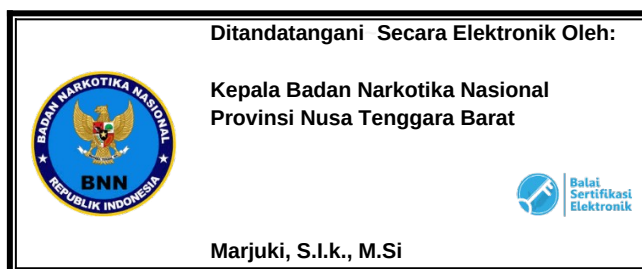 Ditandatangani Secara Elektronik Oleh:
Kepala Badan Narkotika Nasional
Provinsi Nusa Tenggara Barat
BADAN NARKOTIKA NASIONAL
BNN
REPUBLIK INDONESIA
Balai
Sertifikasi
Elektronik
Marjuki, S.I.k., M.Si